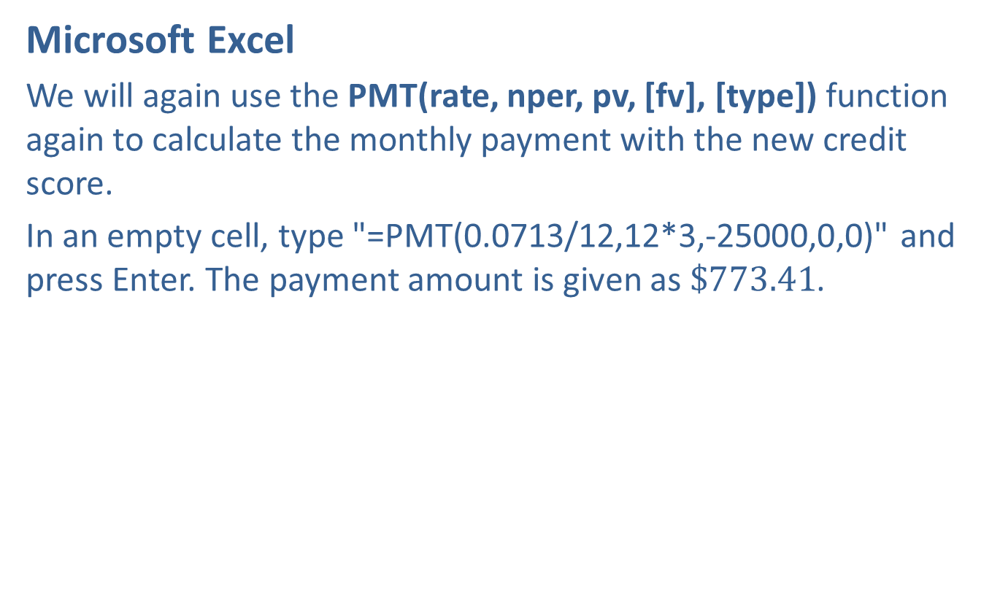 Microsoft Excel
We will again use the PMT(rate, nper, pv, [fv], [type]) function
again to calculate the monthly payment with the new credit
score.
In an empty cell, type "=PMT(0.0713/12,12*3,-25000,0,0)" and
press Enter. The payment amount is given as $773.41.